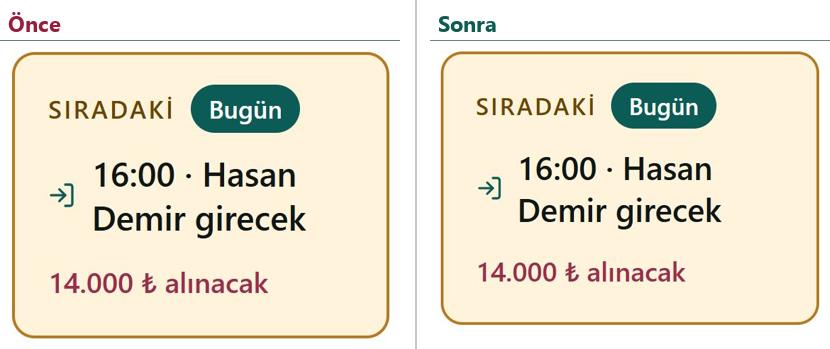 Önce
SIRADAKİ Bugün
16:00 · Hasan
Demir girecek
14.000 ₺ alınacak
Sonra
SIRADAKİ Bugün
16:00 · Hasan
Demir girecek
14.000 ₺ alınacak